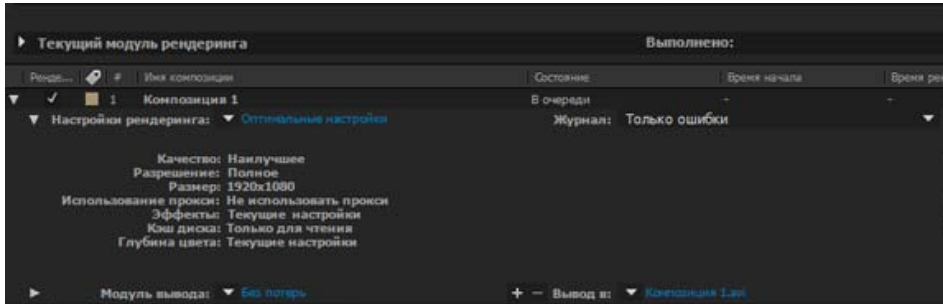 Текущий модуль рендеринга Выполнено:
Ренде... # Имя композиции Состояние Время начала Время рен
1 Композиция 1 В очереди - -
Настройки рендеринга: Оптимальные настройки Журнал: Только ошибки
Качество: Наилучшее
Разрешение: Полное
Размер: 1920x1080
Использование прокси: Не использовать прокси
Эффекты: Текущие настройки
Кэш диска: Только для чтения
Глубина цвета: Текущие настройки
Модуль вывода: Без потерь + − Вывод в: Композиция 1.avi